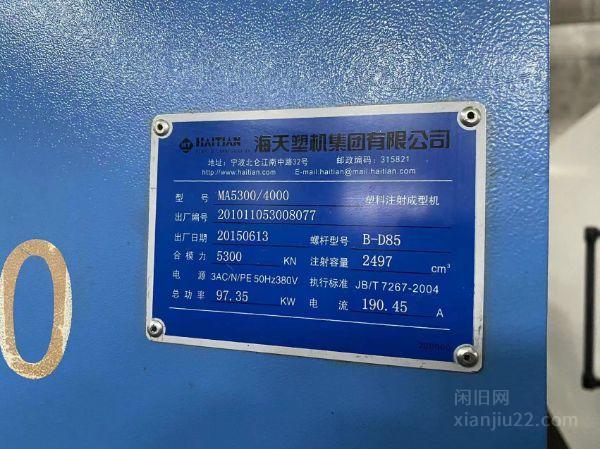 HAITIAN 海天塑机集团有限公司
地址:宁波北仑江南中路32号 邮政编码:315821
http://www.haitian.com E-mail:haitian@mail.haitian.com
型号 MA5300/4000 塑料注射成型机
出厂编号 201011053008077
出厂日期 20150613 螺杆型号 B-D85
合模力 5300 KN 注射容量 2497 cm³
电源 3AC/N/PE 50Hz380V 执行标准 JB/T 7267-2004
总功率 97.35 KW 电流 190.45 A
0
闲旧网
xianjiu22.com